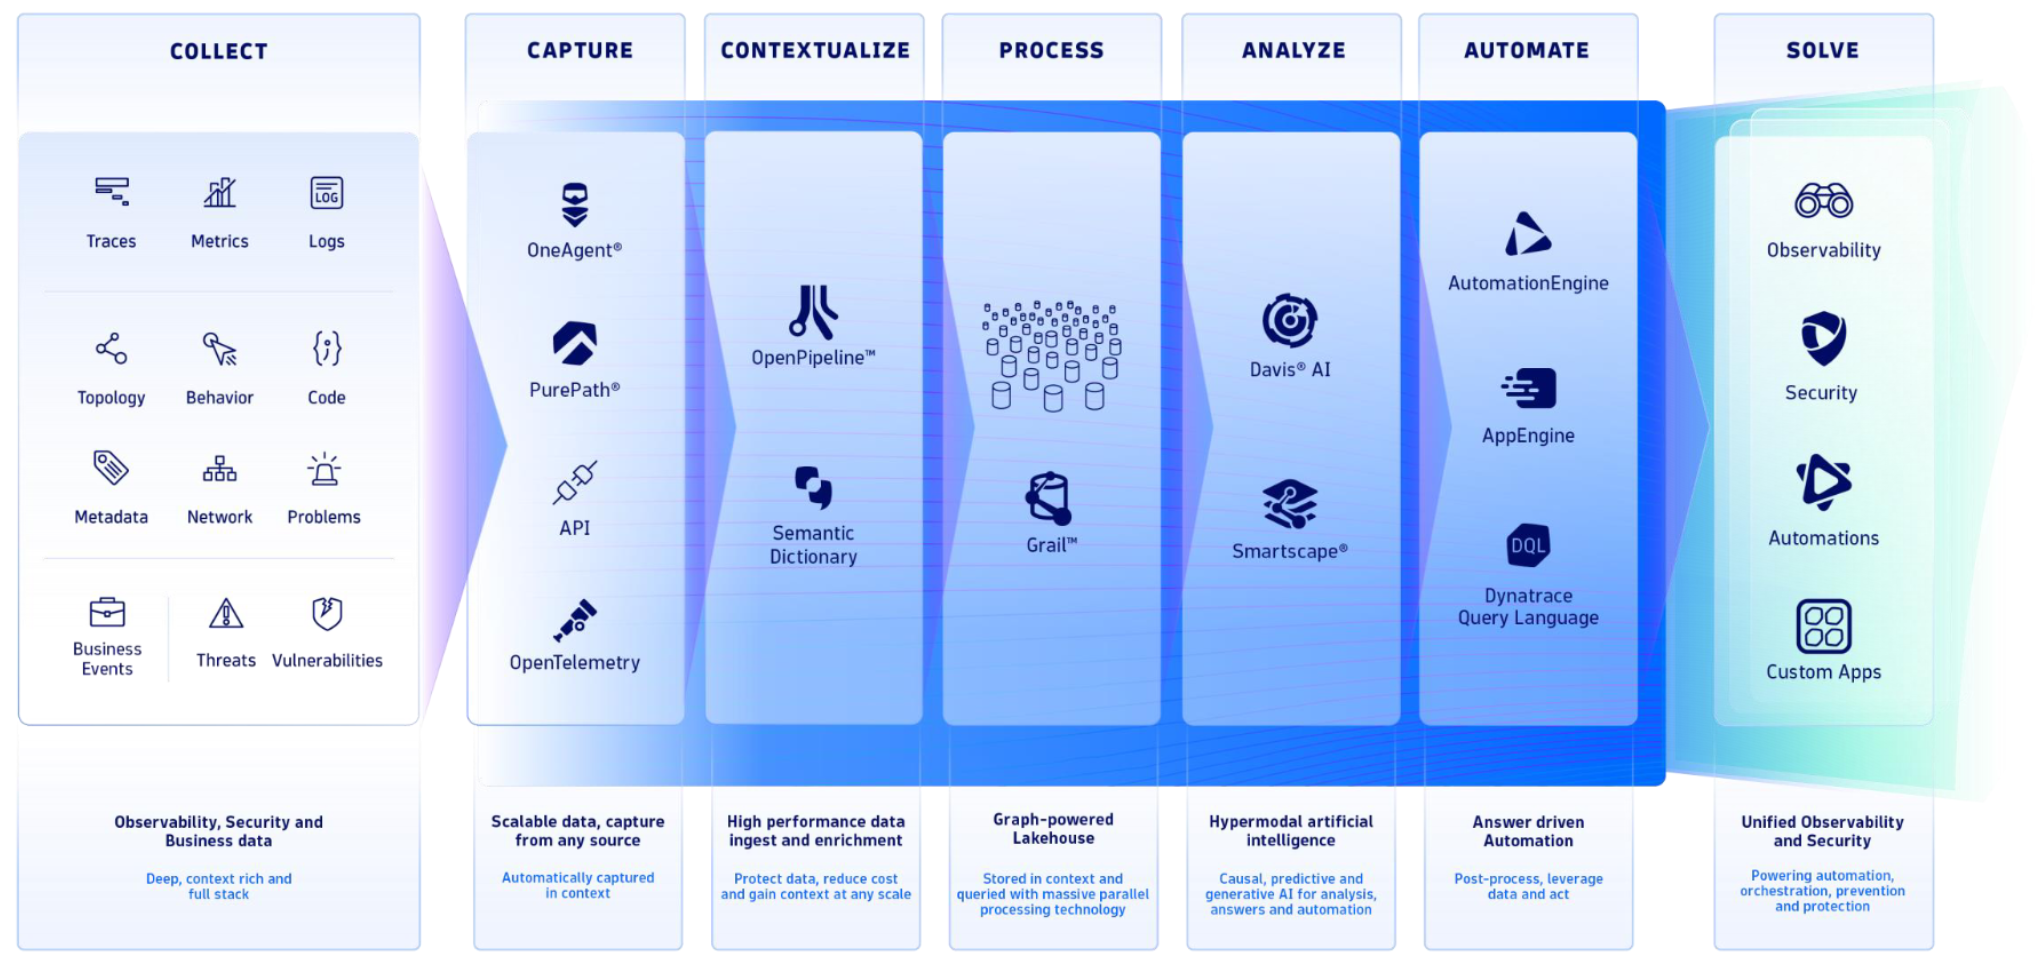 COLLECT
Traces
Metrics
Logs
LOG
Topology
Behavior
Code
Metadata
Network
Problems
Business
Events
Threats
Vulnerabilities
Observability, Security and
Business data
Deep, context rich and
full stack
CAPTURE
OneAgent®
PurePath®
API
OpenTelemetry
Scalable data, capture
from any source
Automatically captured
in context
CONTEXTUALIZE
OpenPipeline™
Semantic
Dictionary
High performance data
ingest and enrichment
Protect data, reduce cost
and gain context at any scale
PROCESS
Grail™
Graph-powered
Lakehouse
Stored in context and
queried with massive parallel
processing technology
ANALYZE
Davis® AI
Smartscape®
Hypermodal artificial
intelligence
Causal, predictive and
generative AI for analysis,
answers and automation
AUTOMATE
AutomationEngine
AppEngine
DQL
Dynatrace
Query Language
Answer driven
Automation
Post-process, leverage
data and act
SOLVE
Observability
Security
Automations
Custom Apps
Unified Observability
and Security
Powering automation,
orchestration, prevention
and protection